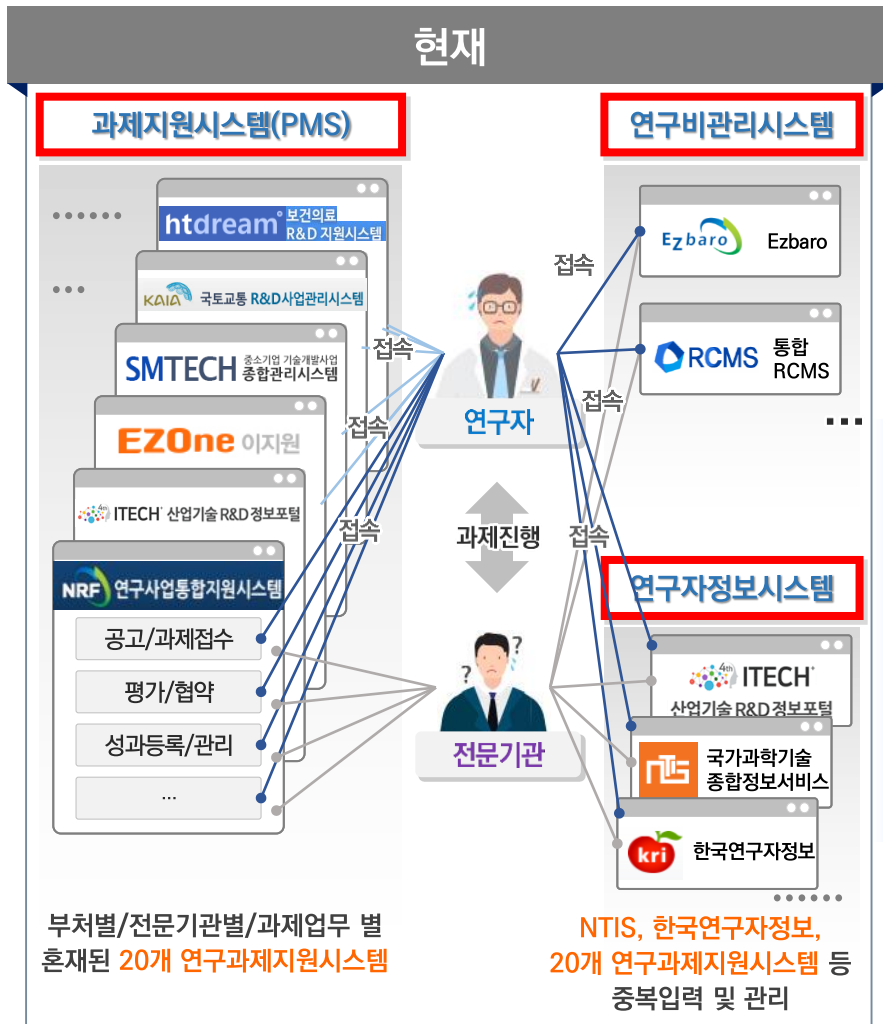 현재
과제지원시스템(PMS)
......
htdream 보건의료
R&D 지원시스템
...
KAIA 국토교통 R&D사업관리시스템
SMTECH 중소기업 기술개발사업
종합관리시스템
EZOne 이지원
4th ITECH 산업기술 R&D 정보포털
NRF 연구사업통합지원시스템
공고/과제접수
평가/협약
성과등록/관리
...
부처별/전문기관별/과제업무 별
혼재된 20개 연구과제지원시스템
접속
접속
접속
연구자
과제진행
? ?
전문기관
접속
접속
접속
연구비관리시스템
Ezbaro Ezbaro
RCMS 통합
RCMS
...
연구자정보시스템
4th ITECH
산업기술 R&D 정보포털
NTIS 국가과학기술
종합정보서비스
kri 한국연구자정보
......
NTIS, 한국연구자정보,
20개 연구과제지원시스템 등
중복입력 및 관리